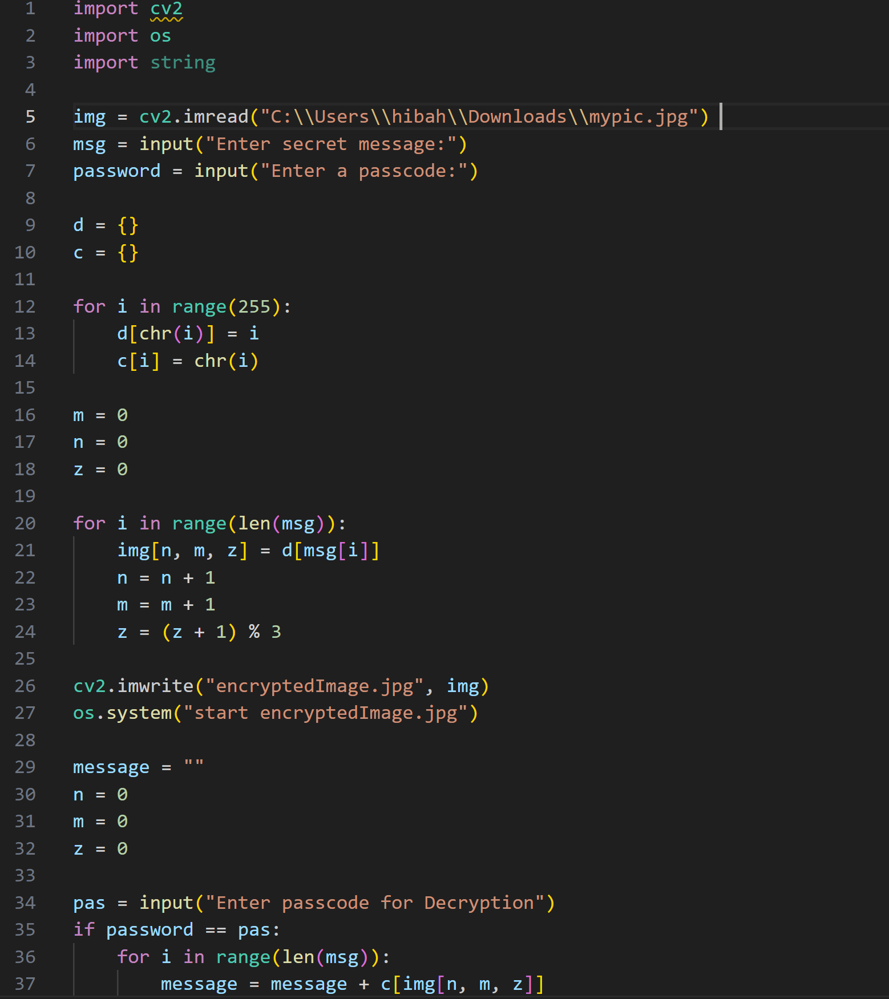 1 import cv2
2 import os
3 import string
4
5 img = cv2.imread("C:\\Users\\hibah\\Downloads\\mypic.jpg")
6 msg = input("Enter secret message:")
7 password = input("Enter a passcode:")
8
9 d = {}
10 c = {}
11
12 for i in range(255):
13     d[chr(i)] = i
14     c[i] = chr(i)
15
16 m = 0
17 n = 0
18 z = 0
19
20 for i in range(len(msg)):
21     img[n, m, z] = d[msg[i]]
22     n = n + 1
23     m = m + 1
24     z = (z + 1) % 3
25
26 cv2.imwrite("encryptedImage.jpg", img)
27 os.system("start encryptedImage.jpg")
28
29 message = ""
30 n = 0
31 m = 0
32 z = 0
33
34 pas = input("Enter passcode for Decryption")
35 if password == pas:
36     for i in range(len(msg)):
37         message = message + c[img[n, m, z]]